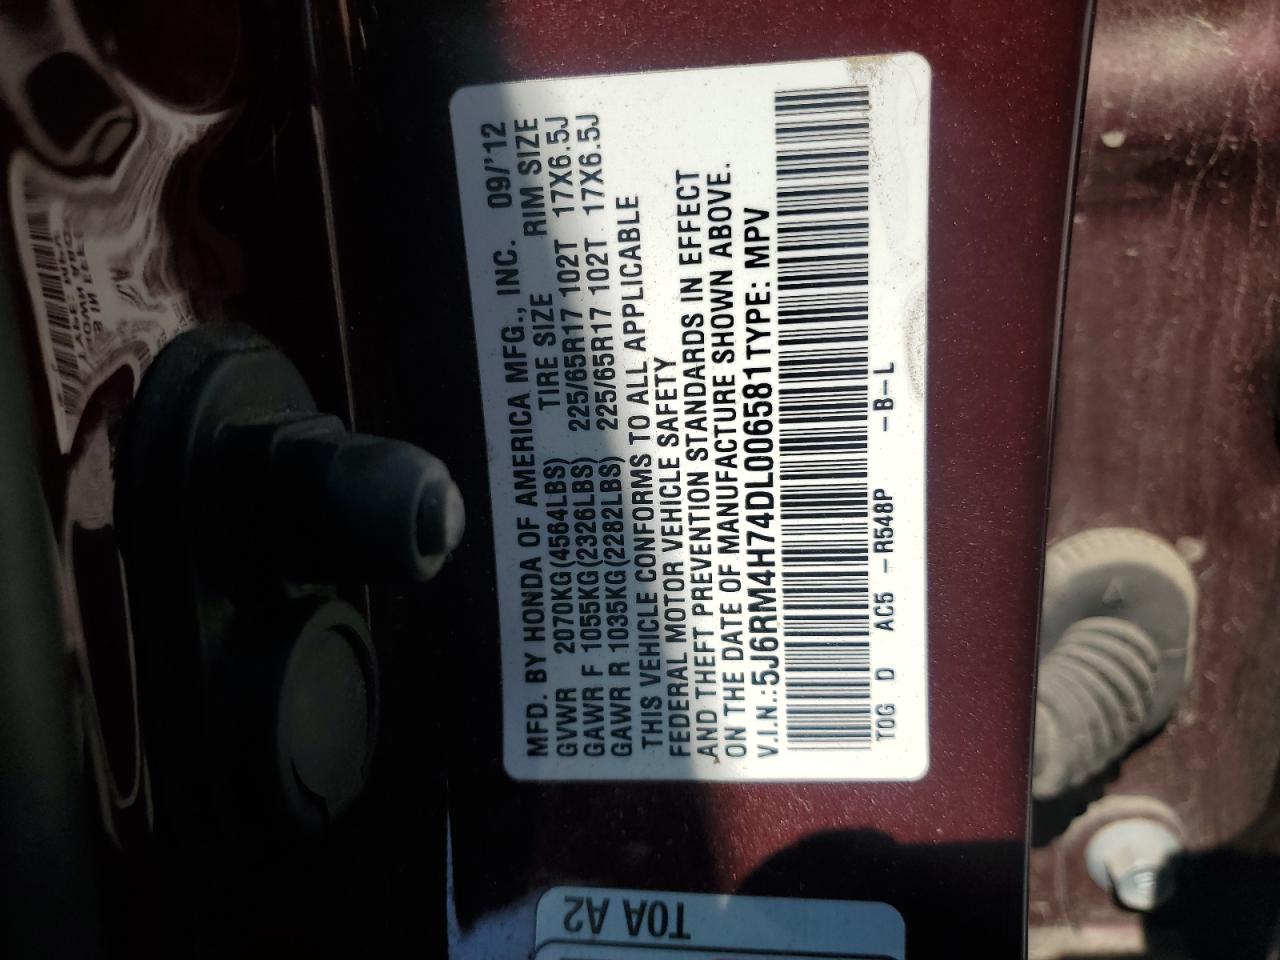 MFD. BY HONDA OF AMERICA MFG., INC. 09/'12
GVWR 2070KG(4564LBS) TIRE SIZE RIM SIZE
GAWR F 1055KG(2326LBS) 225/65R17 102T 17X6.5J
GAWR R 1035KG(2282LBS) 225/65R17 102T 17X6.5J
THIS VEHICLE CONFORMS TO ALL APPLICABLE
FEDERAL MOTOR VEHICLE SAFETY
AND THEFT PREVENTION STANDARDS IN EFFECT
ON THE DATE OF MANUFACTURE SHOWN ABOVE.
V.I.N.:5J6RM4H74DL006581 TYPE: MPV
TOG D AC5 -R548P -B-L
TOA A2